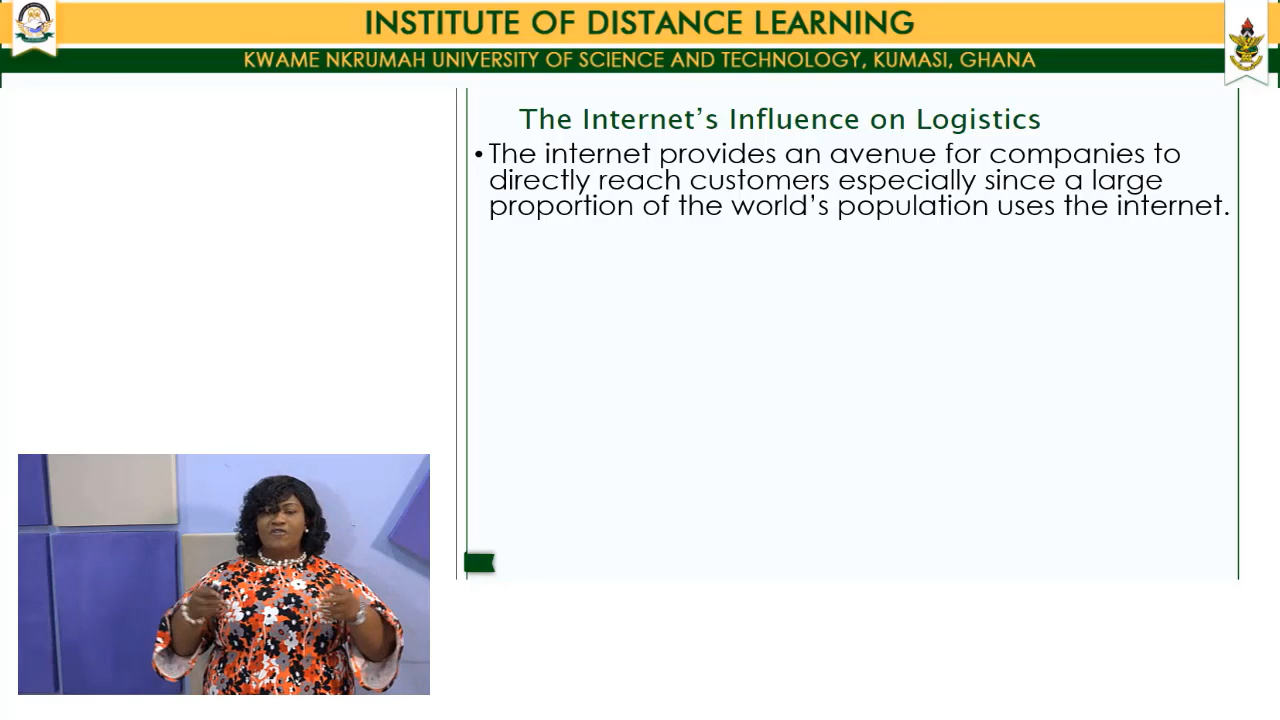 INSTITUTE OF DISTANCE LEARNING
KWAME NKRUMAH UNIVERSITY OF SCIENCE AND TECHNOLOGY, KUMASI, GHANA
The Internet’s Influence on Logistics
• The internet provides an avenue for companies to
directly reach customers especially since a large
proportion of the world’s population uses the internet.